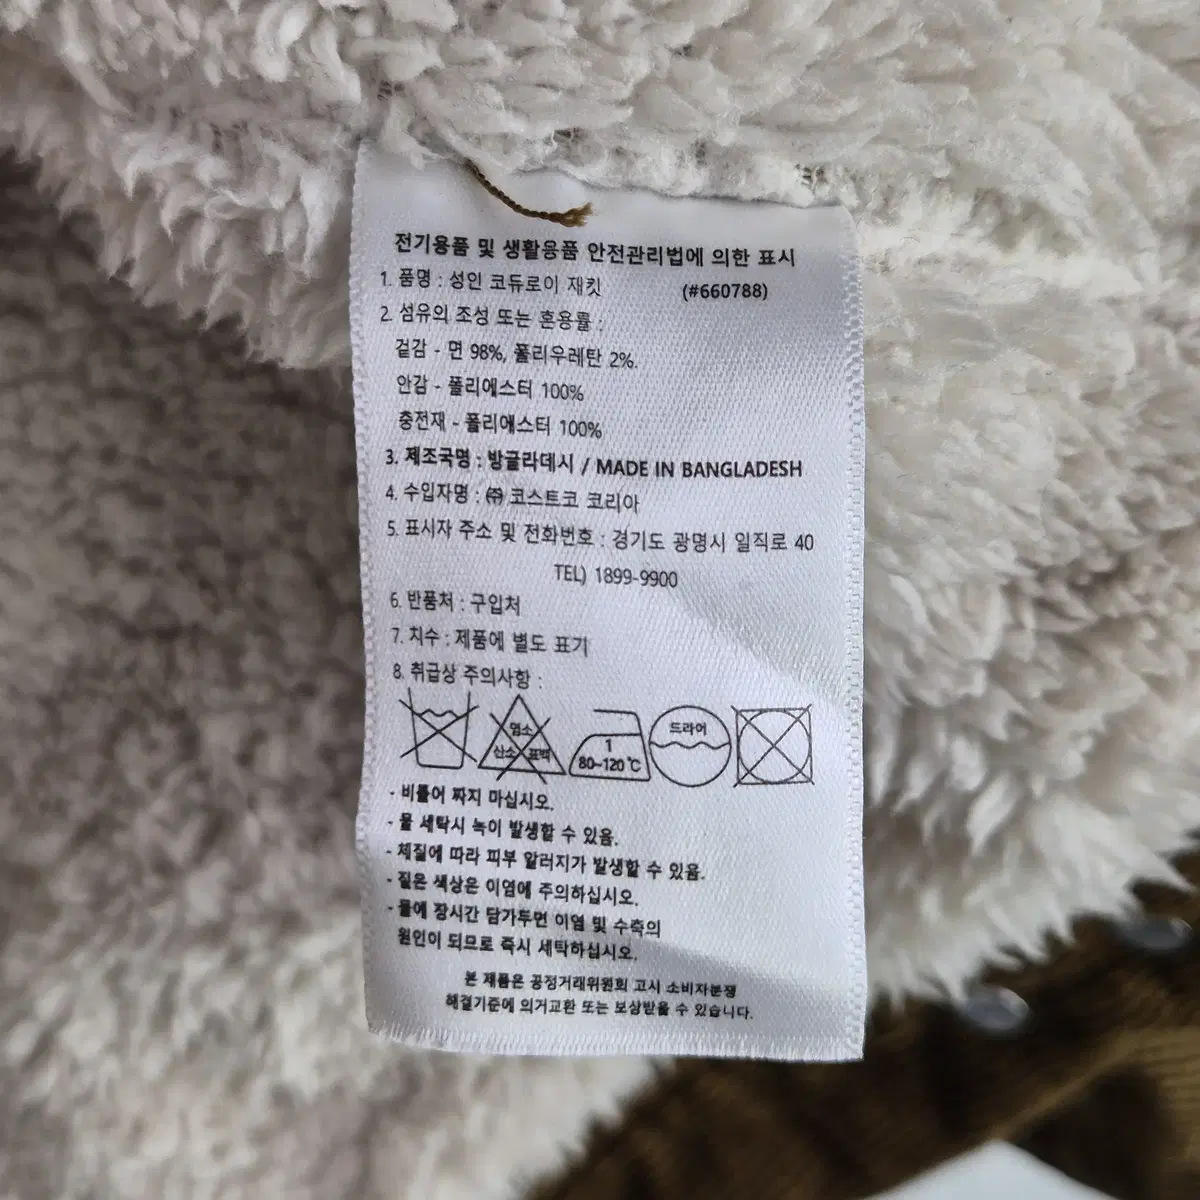 전기용품 및 생활용품 안전관리법에 의한 표시
1. 품명 : 성인 코듀로이 재킷 (#660788)
2. 섬유의 조성 또는 혼용률 :
겉감 - 면 98%, 폴리우레탄 2%.
안감 - 폴리에스터 100%
충전재 - 폴리에스터 100%
3. 제조국명 : 방글라데시 / MADE IN BANGLADESH
4. 수입자명 : ㈜ 코스트코 코리아
5. 표시자 주소 및 전화번호 : 경기도 광명시 일직로 40
TEL) 1899-9900
6. 반품처 : 구입처
7. 치수 : 제품에 별도 표기
8. 취급상 주의사항 :
염소
산소 표백
1
80~120℃
드라이
- 비틀어 짜지 마십시오.
- 물 세탁시 녹이 발생할 수 있음.
- 체질에 따라 피부 알러지가 발생할 수 있음.
- 짙은 색상은 이염에 주의하십시오.
- 물에 장시간 담가두면 이염 및 수축의
원인이 되므로 즉시 세탁하십시오.
본 제품은 공정거래위원회 고시 소비자분쟁
해결기준에 의거교환 또는 보상받을 수 있습니다.